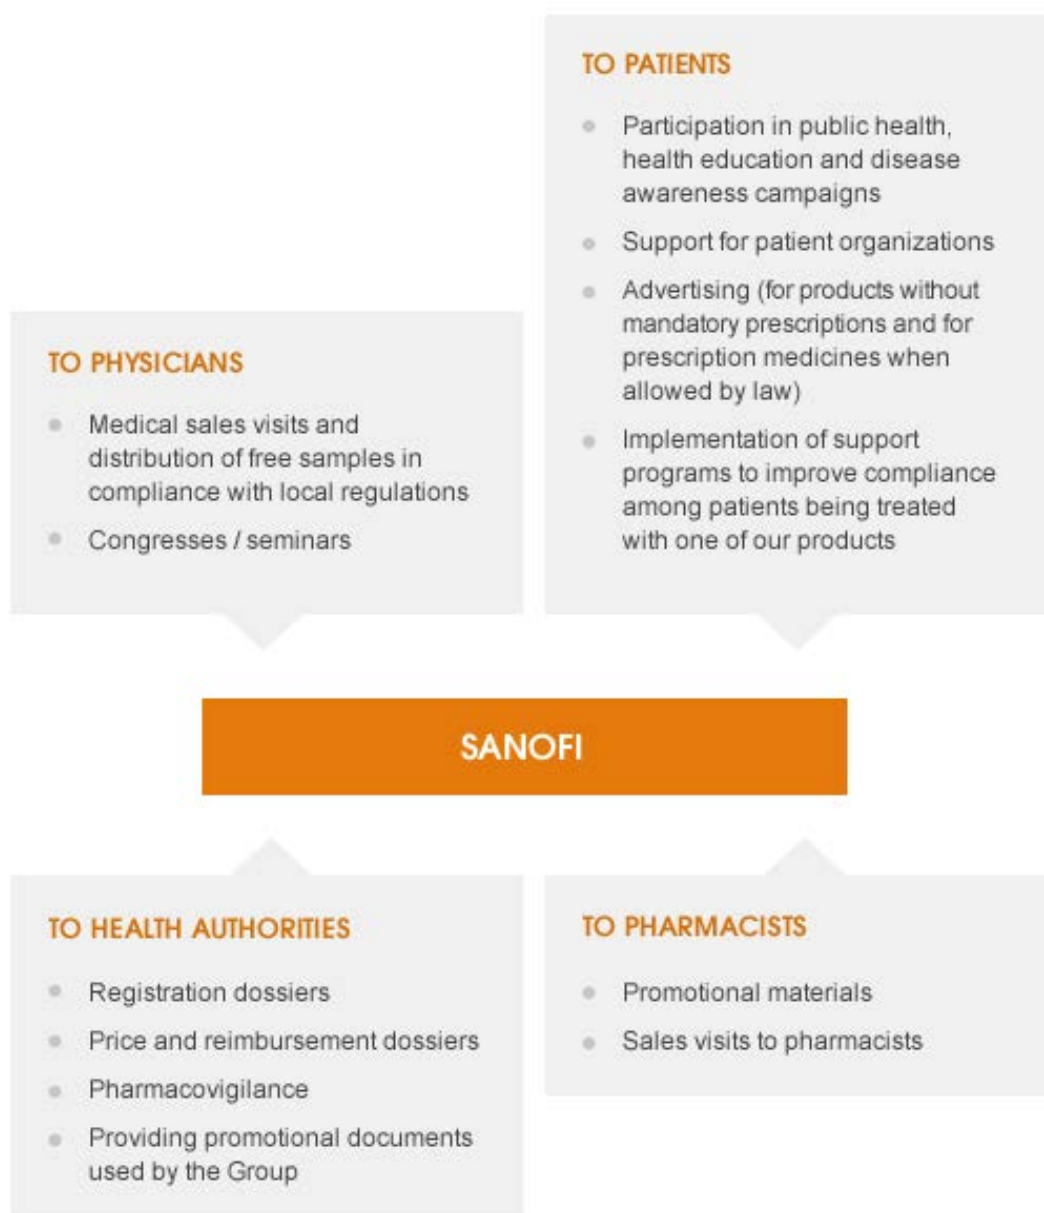 TO PATIENTS
Participation in public health,
health education and disease
awareness campaigns
Support for patient organizations
Advertising (for products without
mandatory prescriptions and for
prescription medicines when
allowed by law)
Implementation of support
programs to improve compliance
among patients being treated
with one of our products
TO PHYSICIANS
Medical sales visits and
distribution of free samples in
compliance with local regulations
Congresses / seminars
SANOFI
TO HEALTH AUTHORITIES
Registration dossiers
Price and reimbursement dossiers
Pharmacovigilance
Providing promotional documents
used by the Group
TO PHARMACISTS
Promotional materials
Sales visits to pharmacists